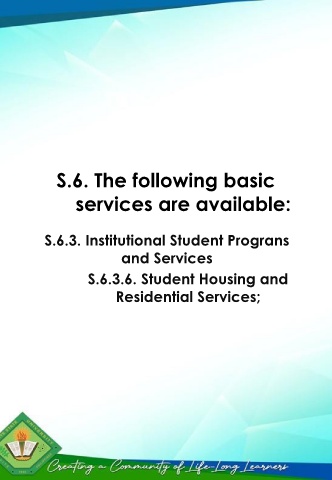 S.6. The following basic
services are available:
S.6.3. Institutional Student Prograns
and Services
S.6.3.6. Student Housing and
Residential Services;
Creating a Community of Life-Long Learners